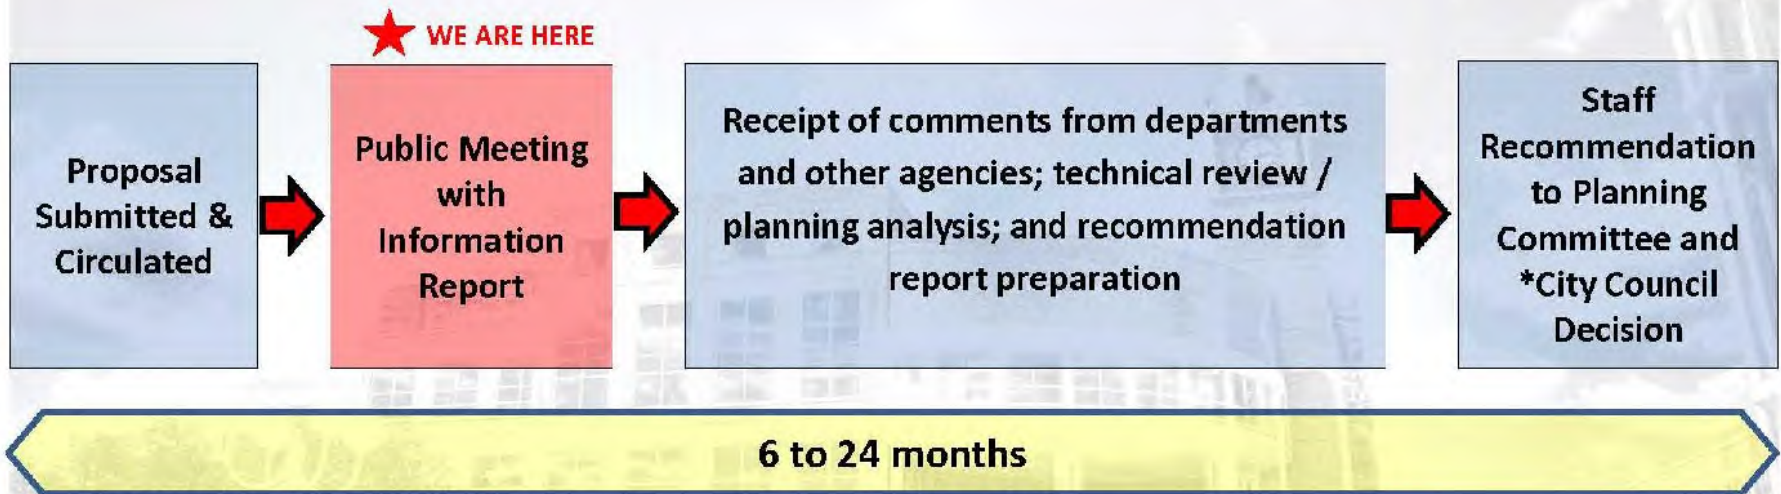 WE ARE HERE
Proposal
Submitted &
Circulated
Public Meeting
with
Information
Report
Receipt of comments from departments
and other agencies; technical review /
planning analysis; and recommendation
report preparation
Staff
Recommendation
to Planning
Committee and
*City Council
Decision
6 to 24 months